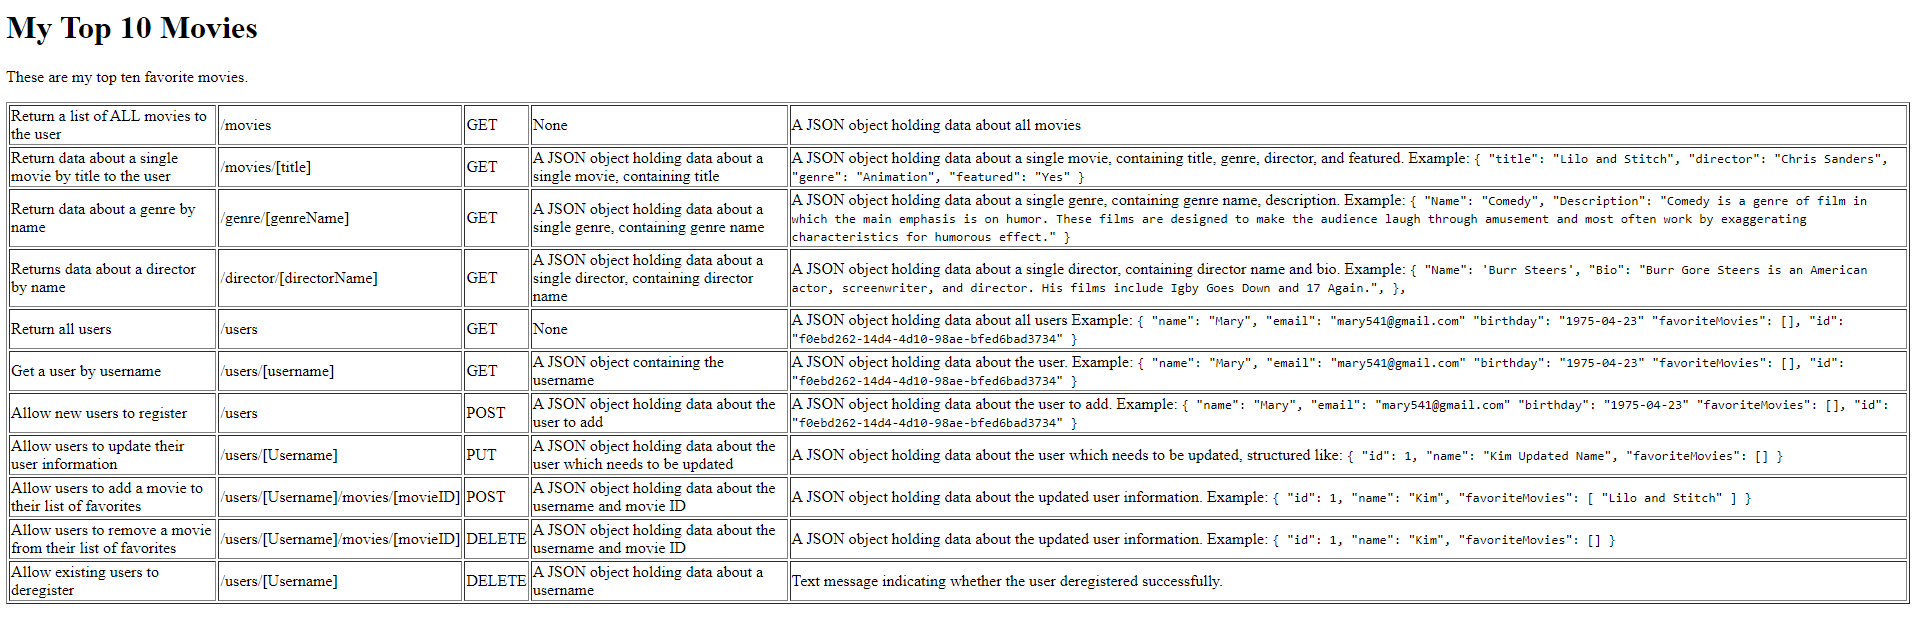 My Top 10 Movies
These are my top ten favorite movies.
Return a list of ALL movies to
the user
/movies
GET
None
A JSON object holding data about all movies
Return data about a single
movie by title to the user
/movies/[title]
GET
A JSON object holding data about a
single movie, containing title
A JSON object holding data about a single movie, containing title, genre, director, and featured. Example: { "title": "Lilo and Stitch", "director": "Chris Sanders",
"genre": "Animation", "featured": "Yes" }
Return data about a genre by
name
/genre/[genreName]
GET
A JSON object holding data about a
single genre, containing genre name
A JSON object holding data about a single genre, containing genre name, description. Example: { "Name": "Comedy", "Description": "Comedy is a genre of film in
which the main emphasis is on humor. These films are designed to make the audience laugh through amusement and most often work by exaggerating
characteristics for humorous effect." }
Returns data about a director
by name
/director/[directorName]
GET
A JSON object holding data about a
single director, containing director
name
A JSON object holding data about a single director, containing director name and bio. Example: { "Name": 'Burr Steers', "Bio": "Burr Gore Steers is an American
actor, screenwriter, and director. His films include Igby Goes Down and 17 Again.", },
Return all users
/users
GET
None
A JSON object holding data about all users Example: { "name": "Mary", "email": "mary541@gmail.com" "birthday": "1975-04-23" "favoriteMovies": [], "id":
"f0ebd262-14d4-4d10-98ae-bfed6bad3734" }
Get a user by username
/users/[username]
GET
A JSON object containing the
username
A JSON object holding data about the user. Example: { "name": "Mary", "email": "mary541@gmail.com" "birthday": "1975-04-23" "favoriteMovies": [], "id":
"f0ebd262-14d4-4d10-98ae-bfed6bad3734" }
Allow new users to register
/users
POST
A JSON object holding data about the
user to add
A JSON object holding data about the user to add. Example: { "name": "Mary", "email": "mary541@gmail.com" "birthday": "1975-04-23" "favoriteMovies": [], "id":
"f0ebd262-14d4-4d10-98ae-bfed6bad3734" }
Allow users to update their
user information
/users/[Username]
PUT
A JSON object holding data about the
user which needs to be updated
A JSON object holding data about the user which needs to be updated, structured like: { "id": 1, "name": "Kim Updated Name", "favoriteMovies": [] }
Allow users to add a movie to
their list of favorites
/users/[Username]/movies/[movieID]
POST
A JSON object holding data about the
username and movie ID
A JSON object holding data about the updated user information. Example: { "id": 1, "name": "Kim", "favoriteMovies": [ "Lilo and Stitch" ] }
Allow users to remove a movie
from their list of favorites
/users/[Username]/movies/[movieID]
DELETE
A JSON object holding data about the
username and movie ID
A JSON object holding data about the updated user information. Example: { "id": 1, "name": "Kim", "favoriteMovies": [] }
Allow existing users to
deregister
/users/[Username]
DELETE
A JSON object holding data about a
username
Text message indicating whether the user deregistered successfully.